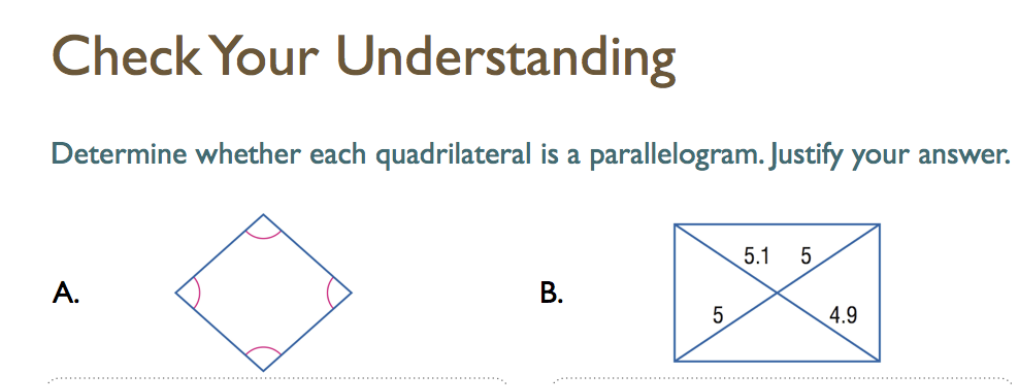 Check Your Understanding
Determine whether each quadrilateral is a parallelogram. Justify your answer.
A.
B.
5.1 5
5 4.9